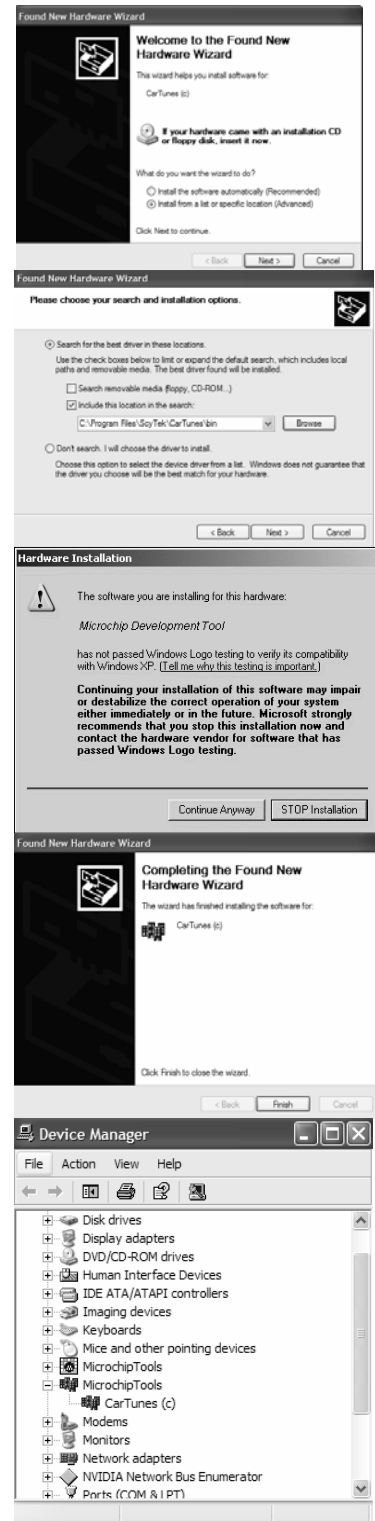 Found New Hardware Wizard
Welcome to the Found New
Hardware Wizard
This wizard helps you install software for:
CarTunes (c)
If your hardware came with an installation CD
or floppy disk, insert it now.
What do you want the wizard to do?
Install the software automatically (Recommended)
Install from a list or specific location (Advanced)
Click Next to continue.
< Back
Next >
Cancel
Found New Hardware Wizard
Please choose your search and installation options.
Search for the best driver in these locations.
Use the check boxes below to limit or expand the default search, which includes local
paths and removable media. The best driver found will be installed.
Search removable media (floppy, CD-ROM...)
Include this location in the search:
C:\Program Files\ScyTek\CarTunes\bin
Browse
Don't search. I will choose the driver to install.
Choose this option to select the device driver from a list. Windows does not guarantee that
the driver you choose will be the best match for your hardware.
< Back
Next >
Cancel
Hardware Installation
The software you are installing for this hardware:
Microchip Development Tool
has not passed Windows Logo testing to verify its compatibility
with Windows XP. (Tell me why this testing is important.)
Continuing your installation of this software may impair
or destabilize the correct operation of your system
either immediately or in the future. Microsoft strongly
recommends that you stop this installation now and
contact the hardware vendor for software that has
passed Windows Logo testing.
Continue Anyway
STOP Installation
Found New Hardware Wizard
Completing the Found New
Hardware Wizard
The wizard has finished installing the software for:
CarTunes (c)
Click Finish to close the wizard.
< Back
Finish
Cancel
Device Manager
File Action View Help
Disk drives
Display adapters
DVD/CD-ROM drives
Human Interface Devices
IDE ATA/ATAPI controllers
Imaging devices
Keyboards
Mice and other pointing devices
MicrochipTools
MicrochipTools
CarTunes (c)
Modems
Monitors
Network adapters
NVIDIA Network Bus Enumerator
Ports (COM & LPT)